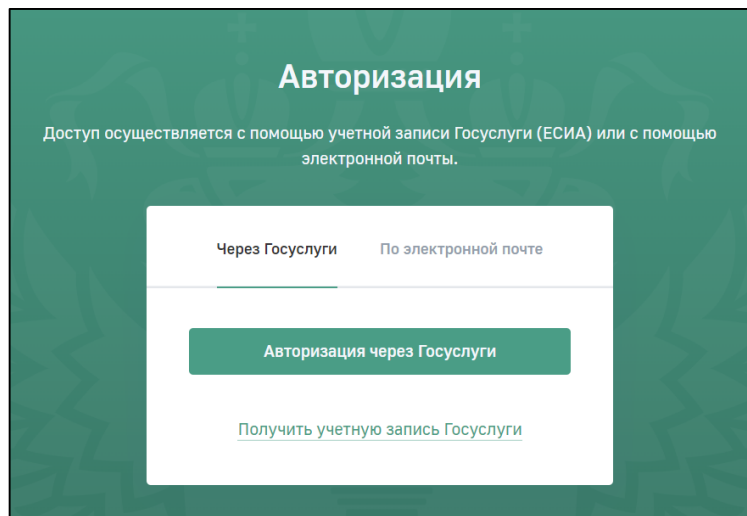 Авторизация
Доступ осуществляется с помощью учетной записи Госуслуги (ЕСИА) или с помощью
электронной почты.
Через Госуслуги
По электронной почте
Авторизация через Госуслуги
Получить учетную запись Госуслуги